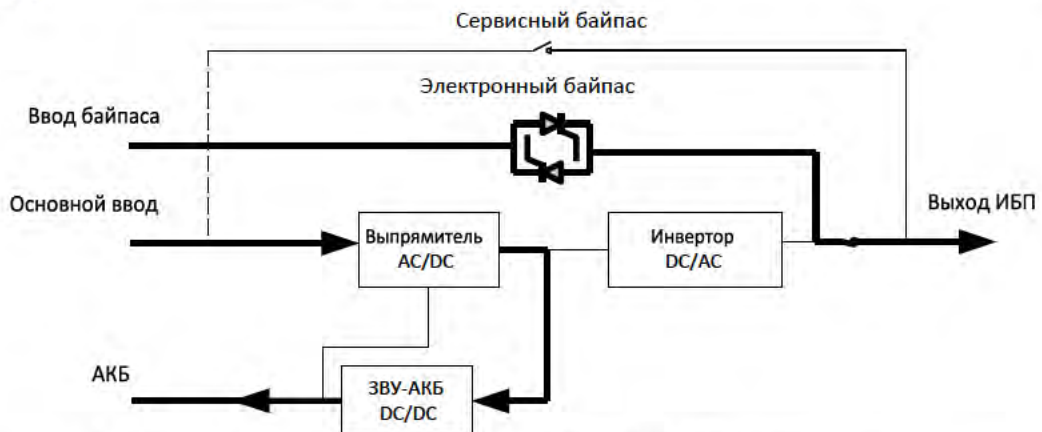 Сервисный байпас
Электронный байпас
Ввод байпаса
Основной ввод
Выход ИБП
Выпрямитель
AC/DC
Инвертор
DC/AC
АКБ
ЗВУ-АКБ
DC/DC